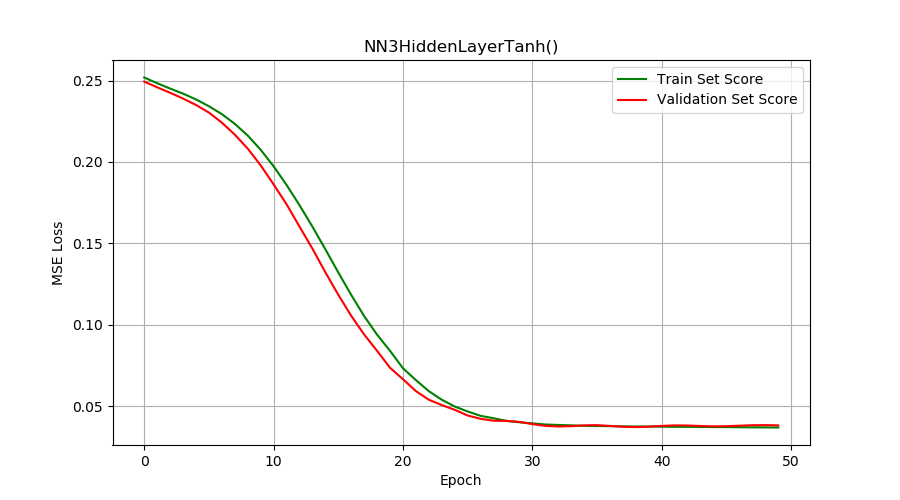 NN3HiddenLayerTanh()
Train Set Score
Validation Set Score
MSE Loss
0.25
0.20
0.15
0.10
0.05
0 10 20 30 40 50
Epoch